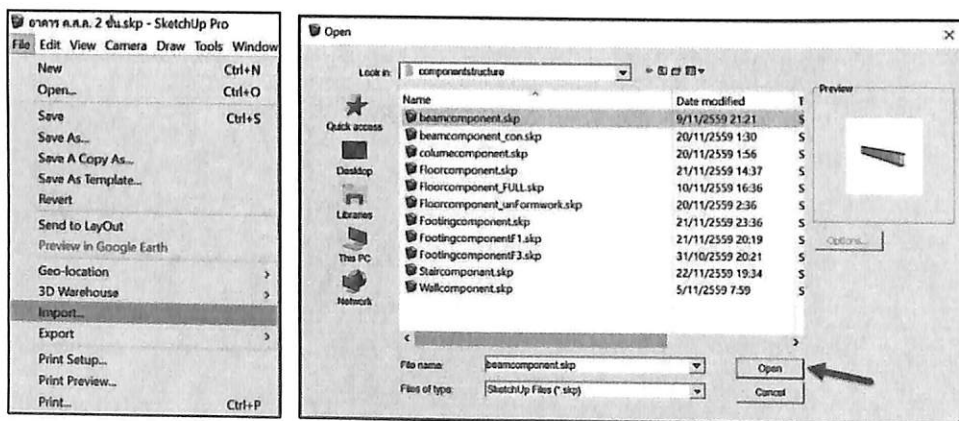 อาคาร ค.ส.ล. 2 ชั้น.skp - SketchUp Pro
File Edit View Camera Draw Tools Window
New Ctrl+N
Open... Ctrl+O
Save Ctrl+S
Save As...
Save A Copy As...
Save As Template...
Revert
Send to LayOut
Preview in Google Earth
Geo-location
3D Warehouse
Import...
Export
Print Setup...
Print Preview...
Print... Ctrl+P
Open
Look in: componentstructure
Name Date modified T
beamcomponent.skp 9/11/2559 21:21 S
beamcomponent_con.skp 20/11/2559 1:30 S
columecomponent.skp 20/11/2559 1:56 S
Floorcomponent.skp 21/11/2559 14:37 S
Floorcomponent_FULL.skp 10/11/2559 16:36 S
Floorcomponent_unFormwork.skp 20/11/2559 2:36 S
Footingcomponent.skp 21/11/2559 23:36 S
FootingcomponentF1.skp 21/11/2559 20:19 S
FootingcomponentF3.skp 31/10/2559 20:21 S
Staircomponant.skp 22/11/2559 19:34 S
Wallcomponent.skp 5/11/2559 7:59 S
Quick access
Desktop
Libraries
This PC
Network
Preview
Options...
File name: beamcomponent.skp Open
Files of type: SketchUp Files (*.skp) Cancel